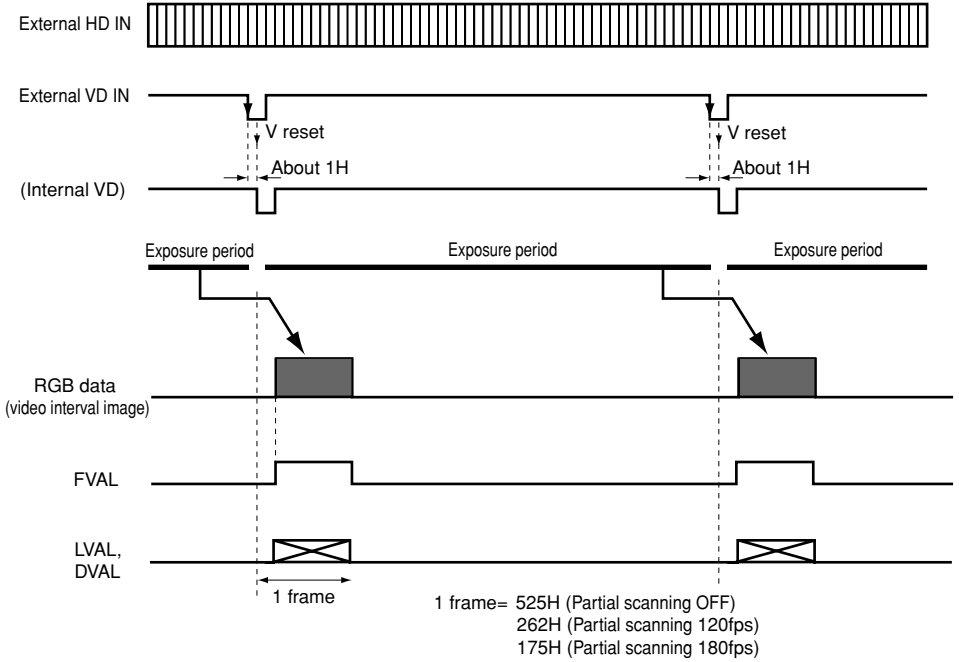 External HD IN
External VD IN
V reset
V reset
About 1H
About 1H
(Internal VD)
Exposure period
Exposure period
Exposure period
RGB data
(video interval image)
FVAL
LVAL,
DVAL
1 frame
1 frame= 525H (Partial scanning OFF)
262H (Partial scanning 120fps)
175H (Partial scanning 180fps)